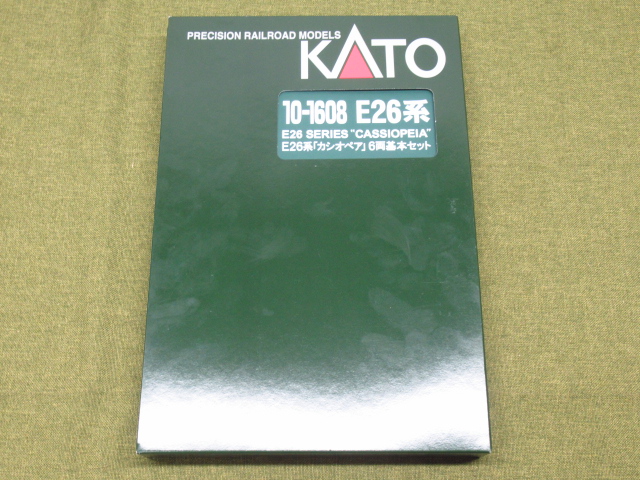 PRECISION RAILROAD MODELS
KATO
10-1608 E26系
E26 SERIES "CASSIOPEIA"
E26系「カシオペア」6両基本セット